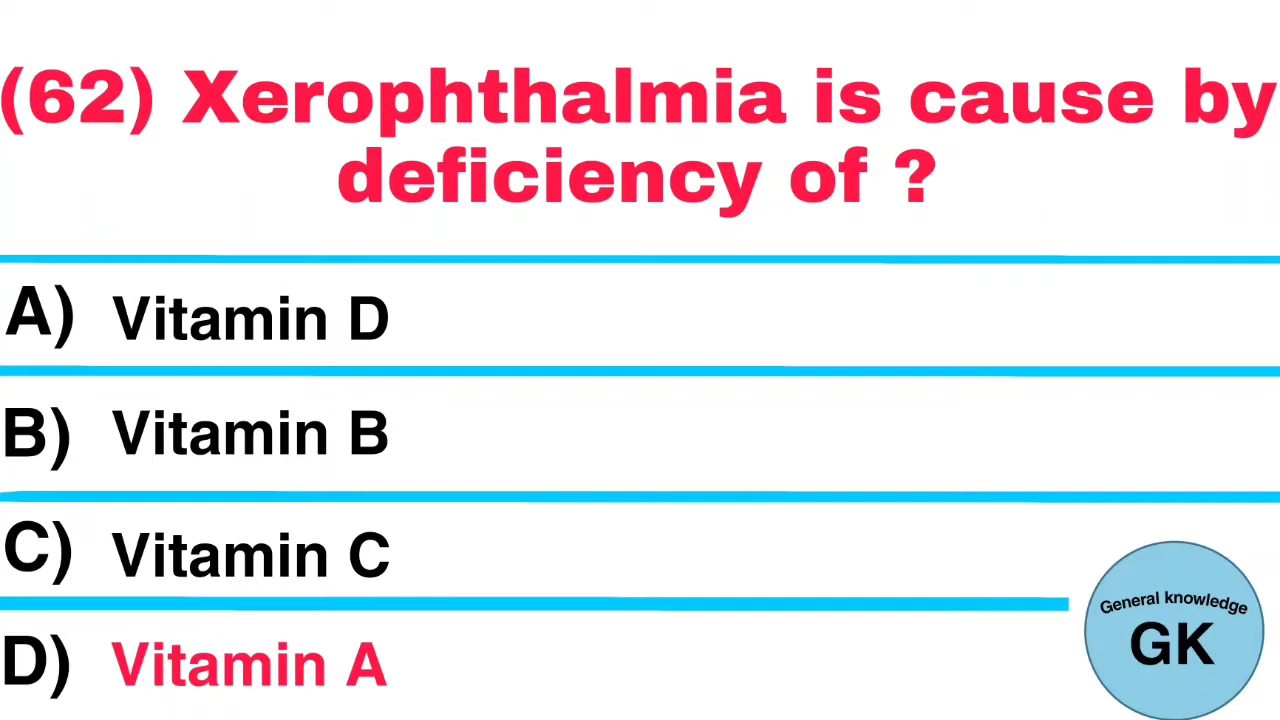 (62) Xerophthalmia is cause by
deficiency of ?
A) Vitamin D
B) Vitamin B
C) Vitamin C
D) Vitamin A
General knowledge
GK